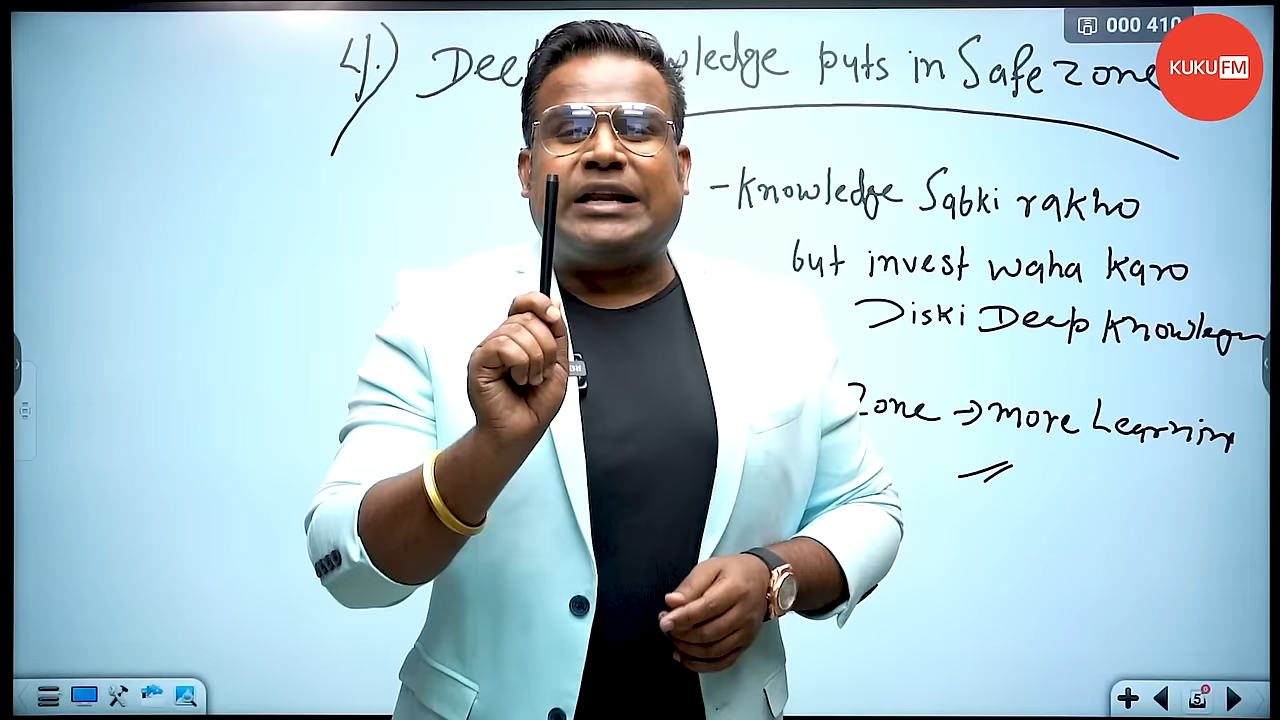 000 410
KUKU FM
4.) Dee wledge puts in Safe zone
- Knowledge Sabki rakho
but invest waha Karo
Jiski Deep Knowledge
Zone → more Learning
5